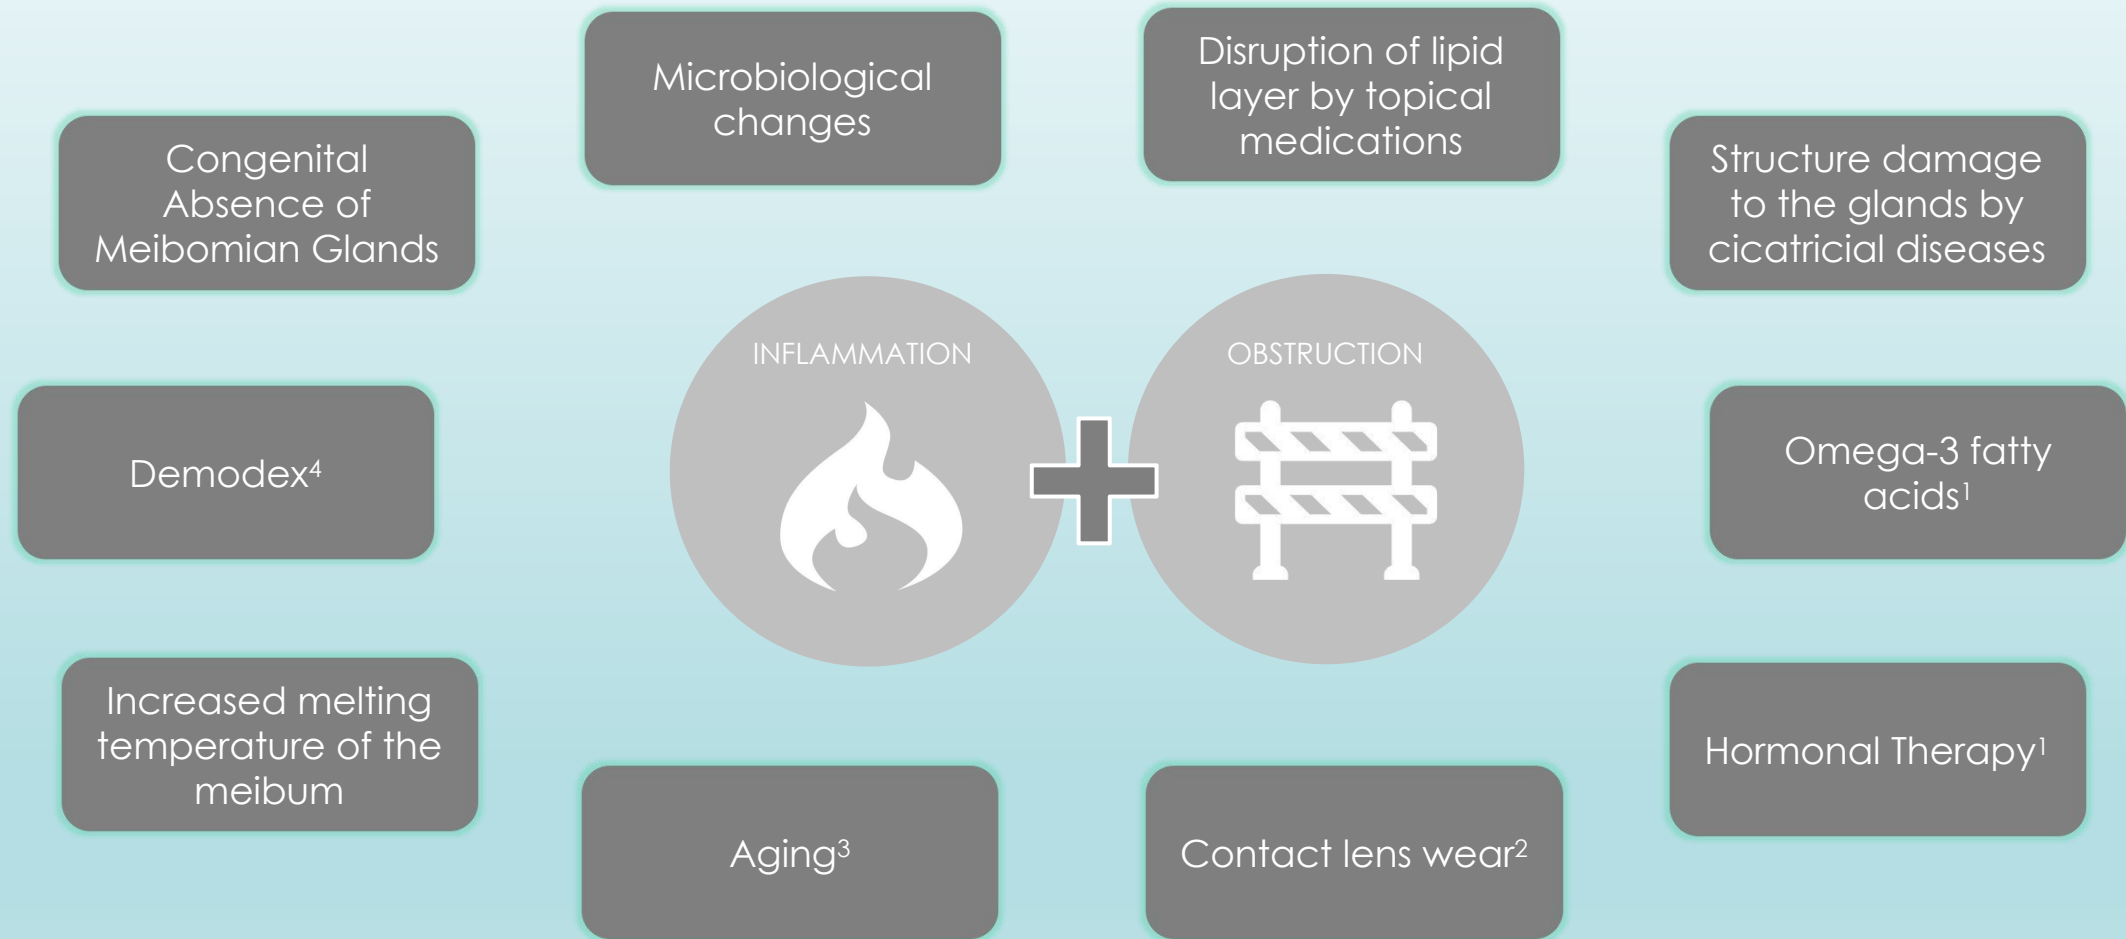 Microbiological
changes
Disruption of lipid
layer by topical
medications
Congenital
Absence of
Meibomian Glands
Structure damage
to the glands by
cicatricial diseases
INFLAMMATION
OBSTRUCTION
Demodex⁴
Omega-3 fatty
acids¹
Increased melting
temperature of the
meibum
Hormonal Therapy¹
Aging³
Contact lens wear²